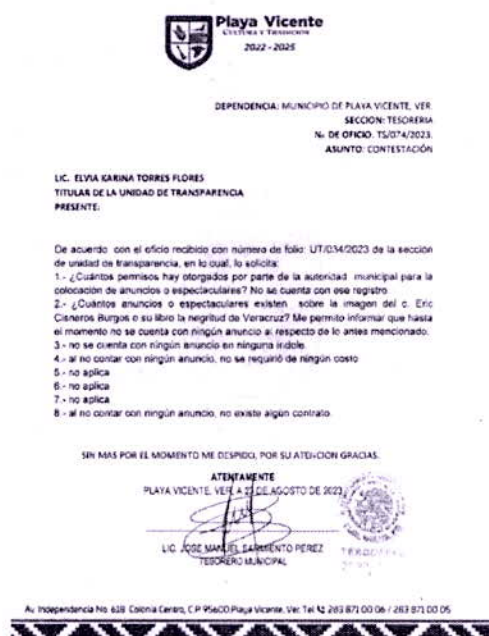 Playa Vicente
CULTURA Y TRADICIÓN
2022 - 2025
DEPENDENCIA: MUNICIPIO DE PLAYA VICENTE, VER.
SECCION: TESORERIA
No. DE OFICIO: TS/074/2023.
ASUNTO: CONTESTACIÓN
LIC. ELVIA KARINA TORRES FLORES
TITULAR DE LA UNIDAD DE TRANSPARENCIA
PRESENTE:
De acuerdo con el oficio recibido con número de folio: UT/034/2023 de la sección
de unidad de transparencia, en lo cual, lo solicita:
1.- ¿Cuántos permisos hay otorgados por parte de la autoridad municipal para la
colocación de anuncios o espectaculares? No se cuenta con ese registro
2.- ¿Cuántos anuncios o espectaculares existen sobre la imagen del c. Eric
Cisneros Burgos o su libro la negritud de Veracruz? Me permito informar que hasta
el momento no se cuenta con ningún anuncio al respecto de lo antes mencionado.
3.- no se cuenta con ningún anuncio en ninguna índole.
4.- al no contar con ningún anuncio, no se requirió de ningún costo
5.- no aplica
6.- no aplica
7.- no aplica
8.- al no contar con ningún anuncio, no existe algún contrato.
SIN MAS POR EL MOMENTO ME DESPIDO, POR SU ATENCION GRACIAS.
ATENTAMENTE
PLAYA VICENTE, VER. A DE AGOSTO DE 2023
LIC. JOSE MANUEL SARMIENTO PEREZ
TESORERO MUNICIPAL
Av. Independencia No. 618 Colonia Centro, C.P 95600 Playa Vicente, Ver. Tel 283 871 00 06 / 283 871 00 05